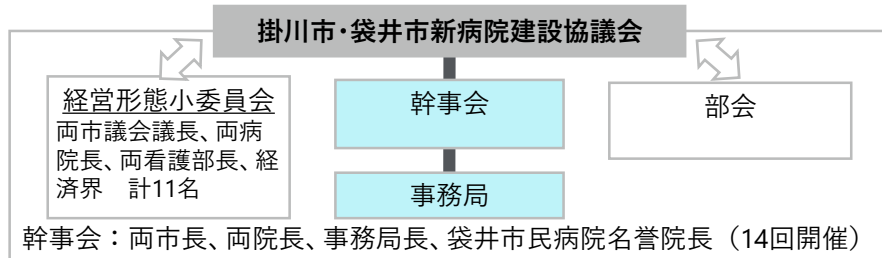 掛川市・袋井市新病院建設協議会
経営形態小委員会
両市議会議長、両病
院長、両看護部長、経
済界　計11名
幹事会
部会
事務局
幹事会：両市長、両院長、事務局長、袋井市民病院名誉院長（14回開催）